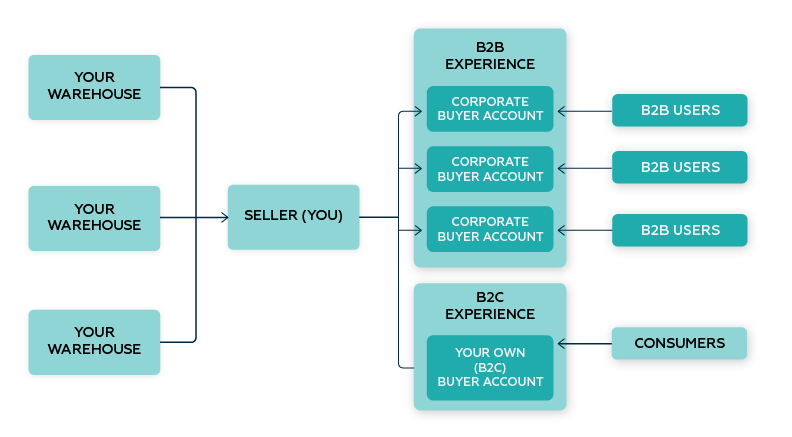 YOUR
WAREHOUSE
YOUR
WAREHOUSE
YOUR
WAREHOUSE
SELLER (YOU)
B2B
EXPERIENCE
CORPORATE
BUYER ACCOUNT
CORPORATE
BUYER ACCOUNT
CORPORATE
BUYER ACCOUNT
B2C
EXPERIENCE
YOUR OWN
(B2C)
BUYER ACCOUNT
B2B USERS
B2B USERS
B2B USERS
CONSUMERS